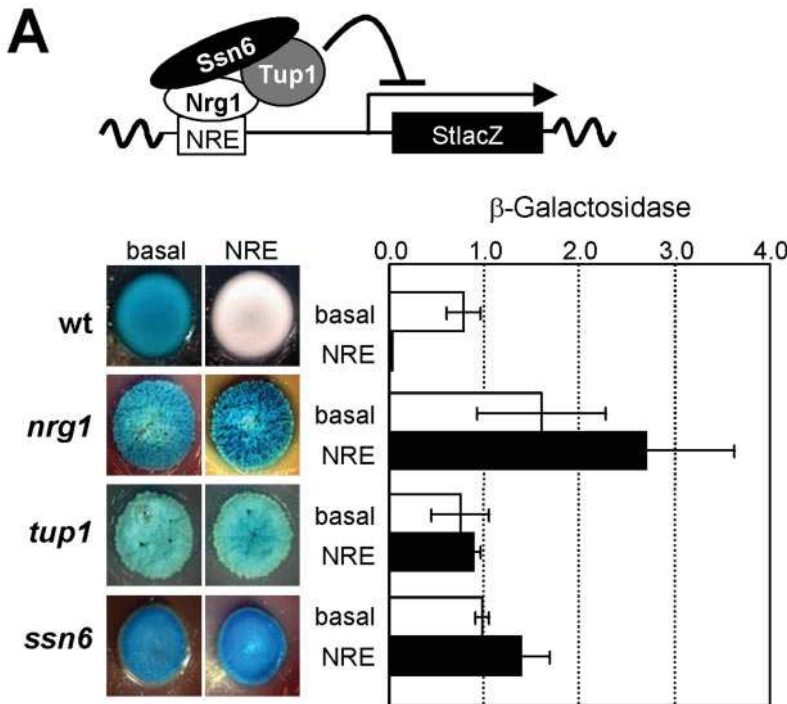 A
Ssn6
Tup1
Nrg1
NRE
StlacZ
β-Galactosidase
basal NRE
0.0 1.0 2.0 3.0 4.0
wt
basal
NRE
nrg1
basal
NRE
tup1
basal
NRE
ssn6
basal
NRE